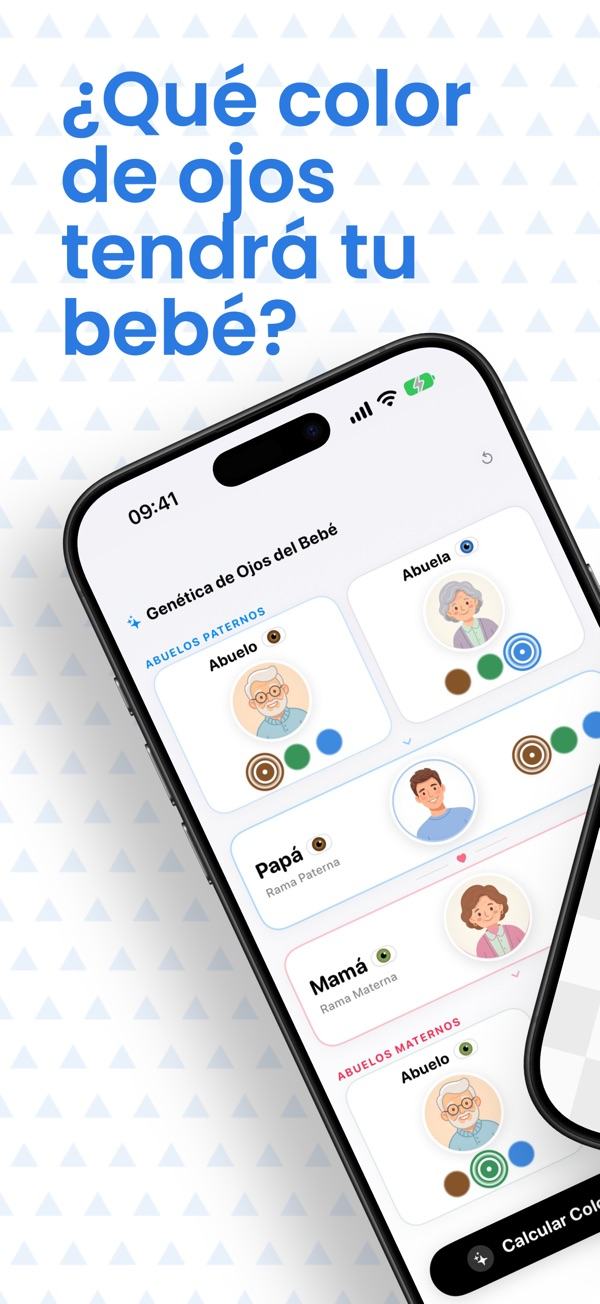 ¿Qué color
de ojos
tendrá tu
bebé?
09:41
Genética de Ojos del Bebé
ABUELOS PATERNOS
Abuelo
Abuela
Papá
Rama Paterna
Mamá
Rama Materna
ABUELOS MATERNOS
Abuelo
Calcular